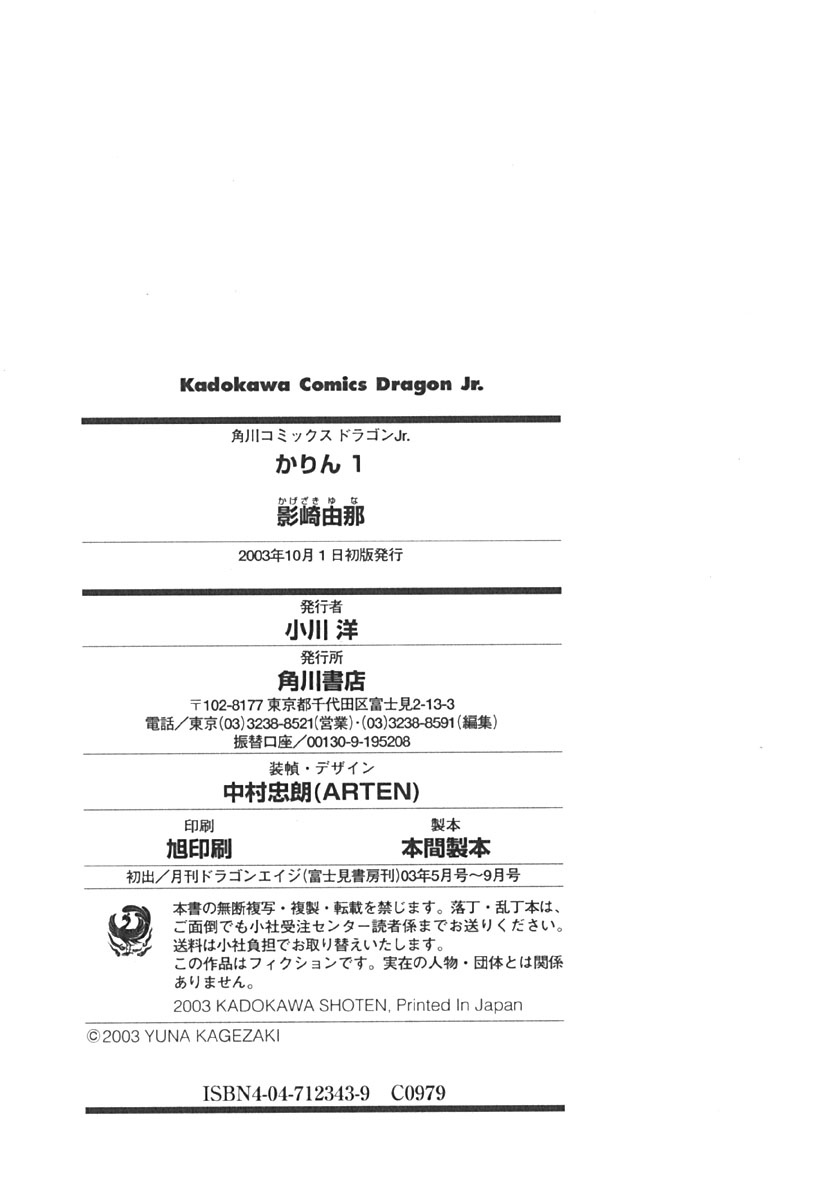 Kadokawa Comics Dragon Jr.
角川コミックス ドラゴンJr.
かりん 1
かげざき ゆ な
影崎由那
2003年10月1日初版発行
発行者
小川 洋
発行所
角川書店
〒102-8177 東京都千代田区富士見2-13-3
電話／東京(03)3238-8521(営業)・(03)3238-8591(編集)
振替口座／00130-9-195208
装幀・デザイン
中村忠朗(ARTEN)
印刷 製本
旭印刷 本間製本
初出／月刊ドラゴンエイジ(富士見書房刊)03年5月号〜9月号
本書の無断複写・複製・転載を禁じます。落丁・乱丁本は、
ご面倒でも小社受注センター読者係までお送りください。
送料は小社負担でお取り替えいたします。
この作品はフィクションです。実在の人物・団体とは関係
ありません。
2003 KADOKAWA SHOTEN, Printed In Japan
©2003 YUNA KAGEZAKI
ISBN4-04-712343-9 C0979